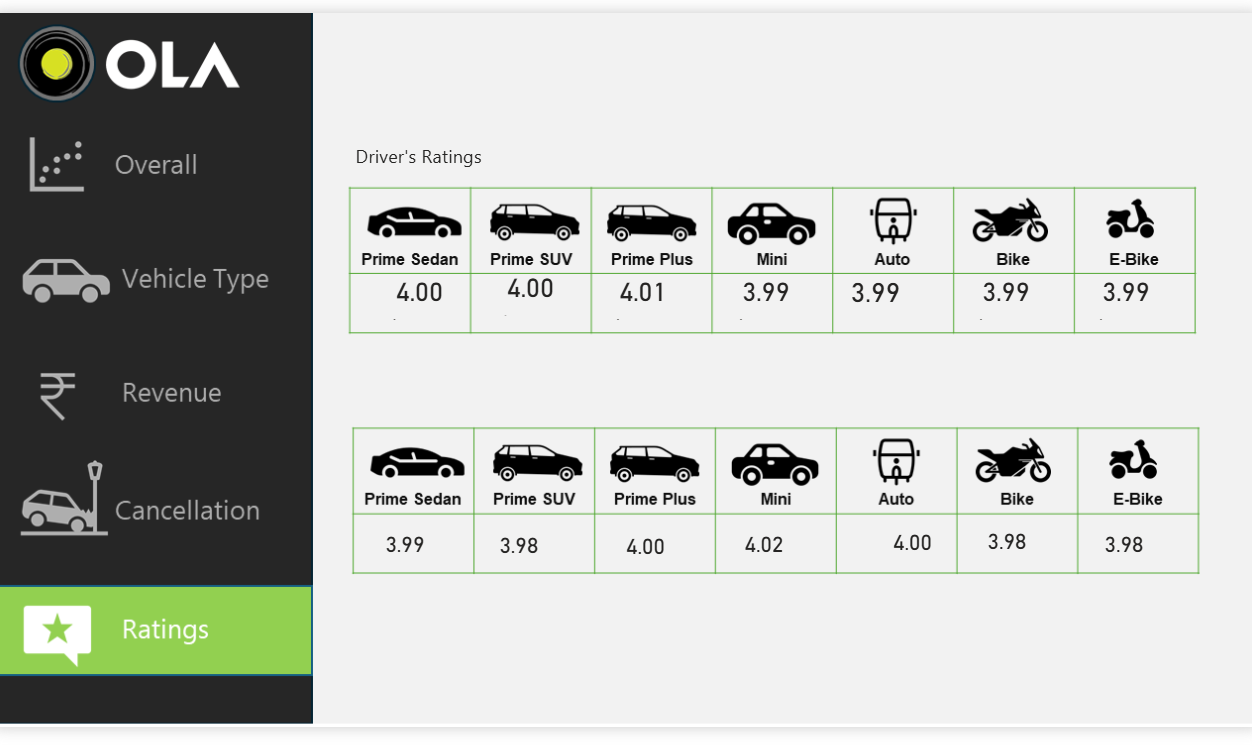 OLA
Overall
Vehicle Type
Revenue
Cancellation
Ratings
Driver's Ratings
Prime Sedan Prime SUV Prime Plus Mini Auto Bike E-Bike
4.00 4.00 4.01 3.99 3.99 3.99 3.99
Prime Sedan Prime SUV Prime Plus Mini Auto Bike E-Bike
3.99 3.98 4.00 4.02 4.00 3.98 3.98